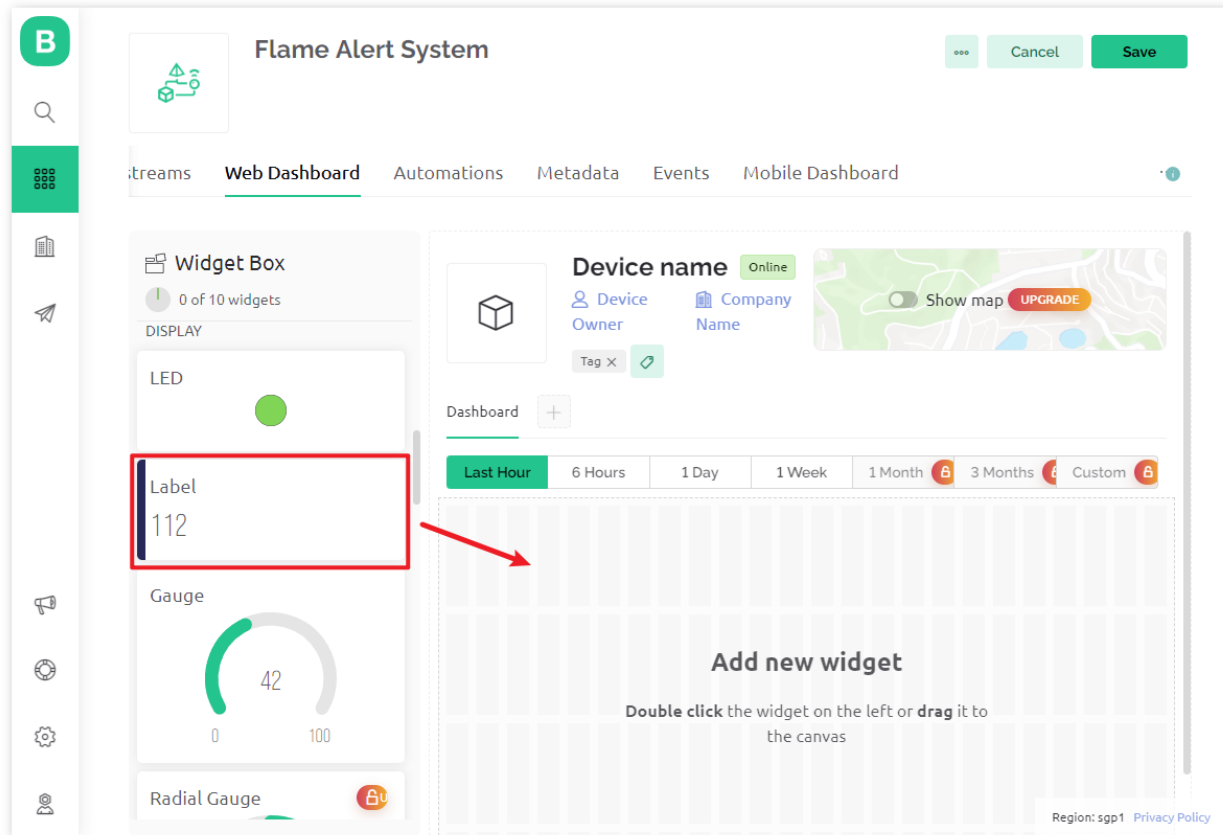 B
Flame Alert System
Cancel
Save
streams Web Dashboard Automations Metadata Events Mobile Dashboard
Widget Box
0 of 10 widgets
DISPLAY
LED
Label
112
Gauge
42
0 100
Radial Gauge
U
Device name Online
Device Owner
Company Name
Show map UPGRADE
Tag
Dashboard
Last Hour 6 Hours 1 Day 1 Week 1 Month 3 Months Custom
Add new widget
Double click the widget on the left or drag it to
the canvas
Region: sgp1 Privacy Policy